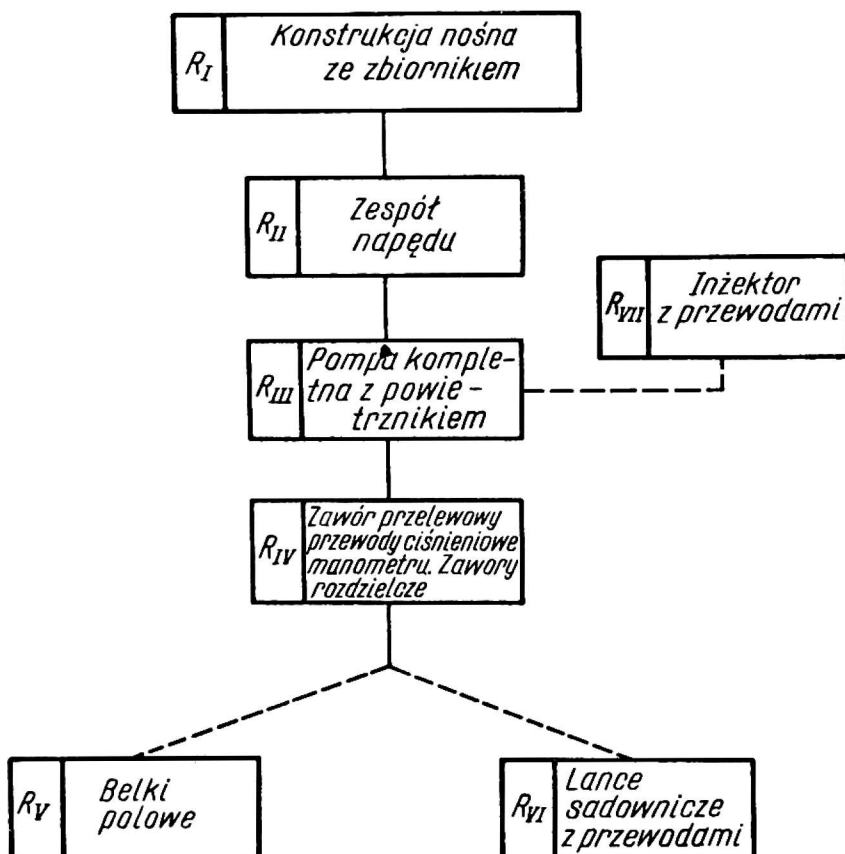 R_I
Konstrukcja nośna
ze zbiornikiem
R_II
Zespół
napędu
R_VII
Inżektor
z przewodami
R_III
Pompa komple-
tna z powie-
trznikiem
R_IV
Zawór przelewowy
przewody ciśnieniowe
manometru. Zawory
rozdzielcze
R_V
Belki
polowe
R_VI
Lance
sadownicze
z przewodami